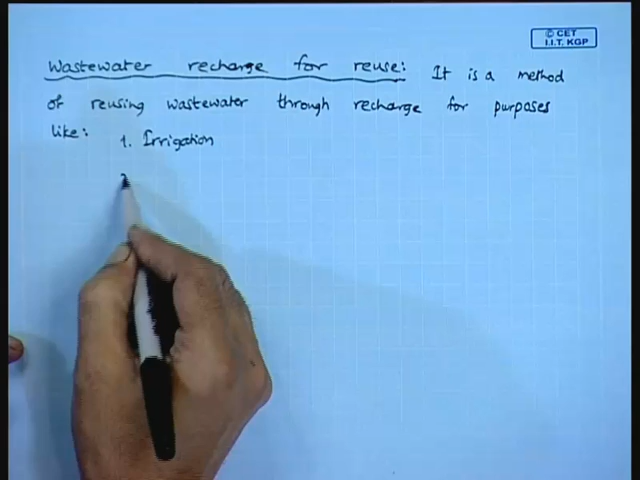 © CET
I.I.T. KGP
Wastewater recharge for reuse: It is a method
of reusing wastewater through recharge for purposes
like:
1. Irrigation